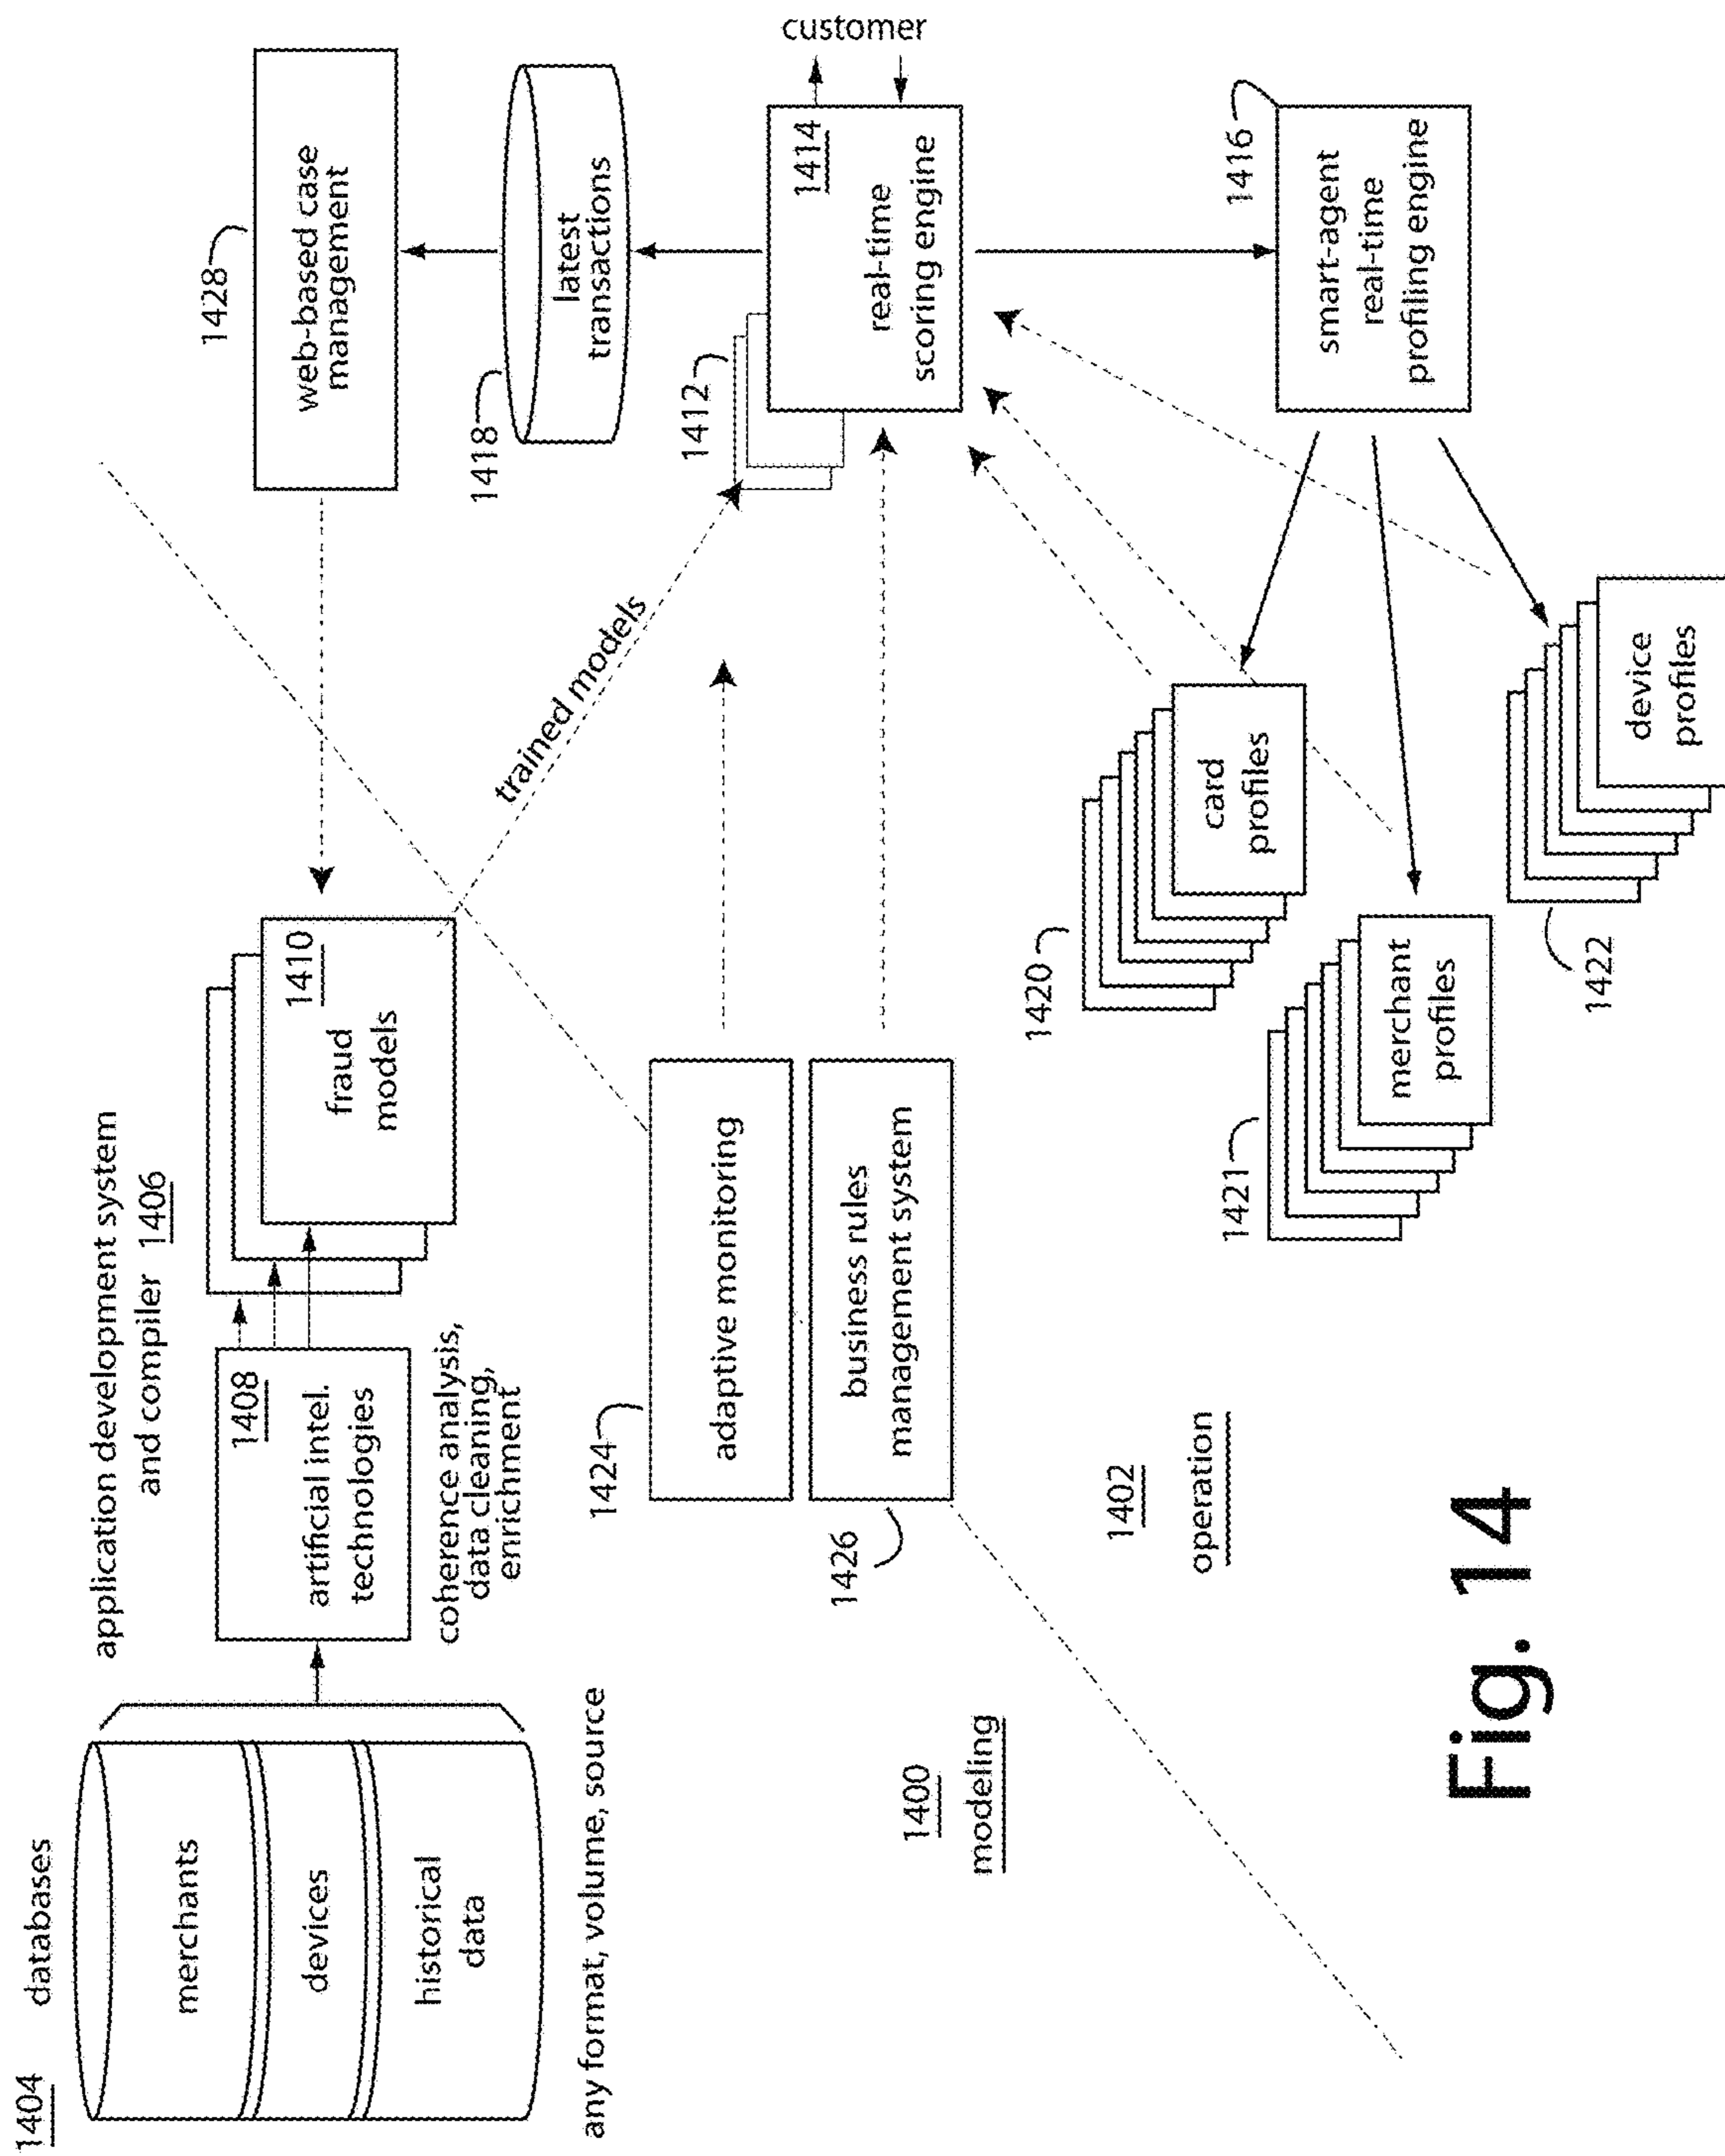 1404
databases
merchants
devices
historical
data
any format, volume, source
application development system
and compiler 1406
1408
artificial intel.
technologies
coherence analysis,
data cleaning,
enrichment
1410
fraud
models
trained models
1428
web-based case
management
1418
latest
transactions
1412
1414
real-time
scoring engine
customer
1424
adaptive monitoring
1426
business rules
management system
1416
smart-agent
real-time
profiling engine
1420
card
profiles
1421
merchant
profiles
1422
device
profiles
1400
modeling
1402
operation
Fig. 14